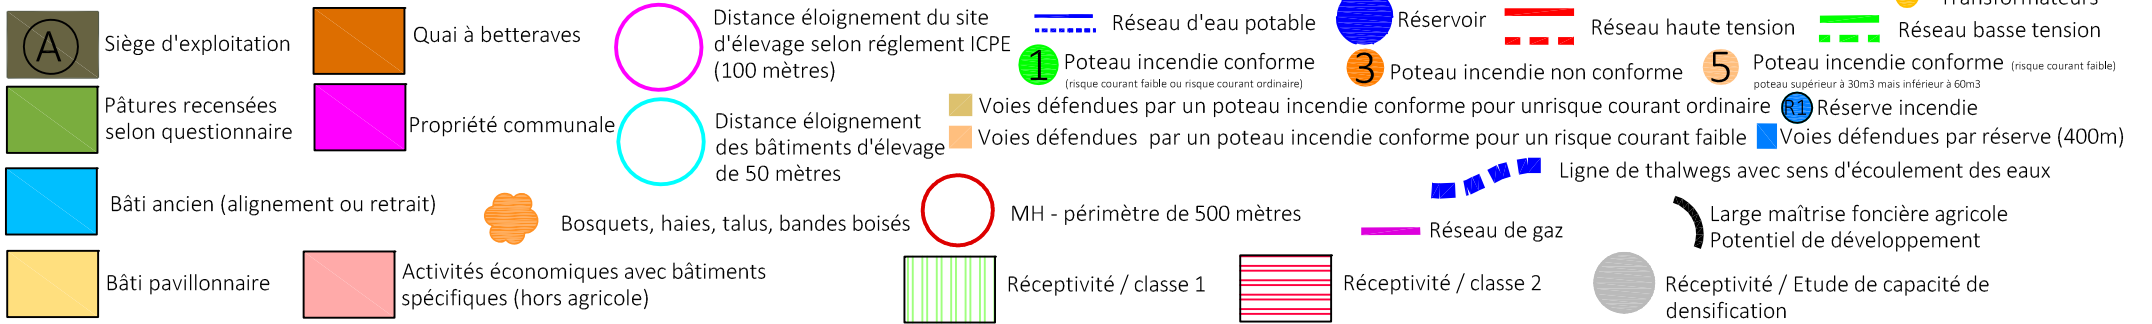 A
Siège d'exploitation
Quai à betteraves
Distance éloignement du site
d'élevage selon réglement ICPE
(100 mètres)
Réseau d'eau potable
Réservoir
Réseau haute tension
Transformateurs
Réseau basse tension
1
Poteau incendie conforme
(risque courant faible ou risque courant ordinaire)
3
Poteau incendie non conforme
5
Poteau incendie conforme (risque courant faible)
poteau supérieur à 30m3 mais inférieur à 60m3
Pâtures recensées
selon questionnaire
Propriété communale
Distance éloignement
des bâtiments d'élevage
de 50 mètres
Voies défendues par un poteau incendie conforme pour unrisque courant ordinaire
R1
Réserve incendie
Voies défendues par un poteau incendie conforme pour un risque courant faible
Voies défendues par réserve (400m)
Ligne de thalwegs avec sens d'écoulement des eaux
Bâti ancien (alignement ou retrait)
Bosquets, haies, talus, bandes boisés
MH - périmètre de 500 mètres
Réseau de gaz
Large maîtrise foncière agricole
Potentiel de développement
Bâti pavillonnaire
Activités économiques avec bâtiments
spécifiques (hors agricole)
Réceptivité / classe 1
Réceptivité / classe 2
Réceptivité / Etude de capacité de
densification